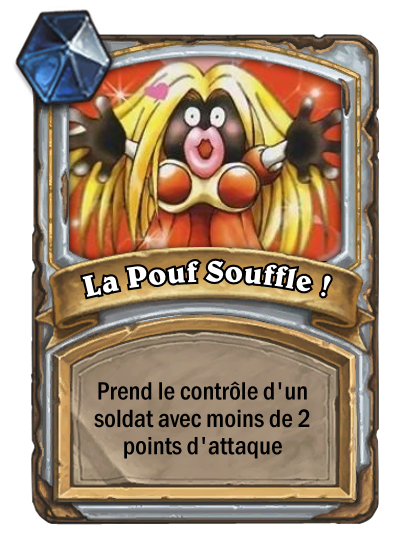 La Pouf Souffle !
Prend le contrôle d'un
soldat avec moins de 2
points d'attaque